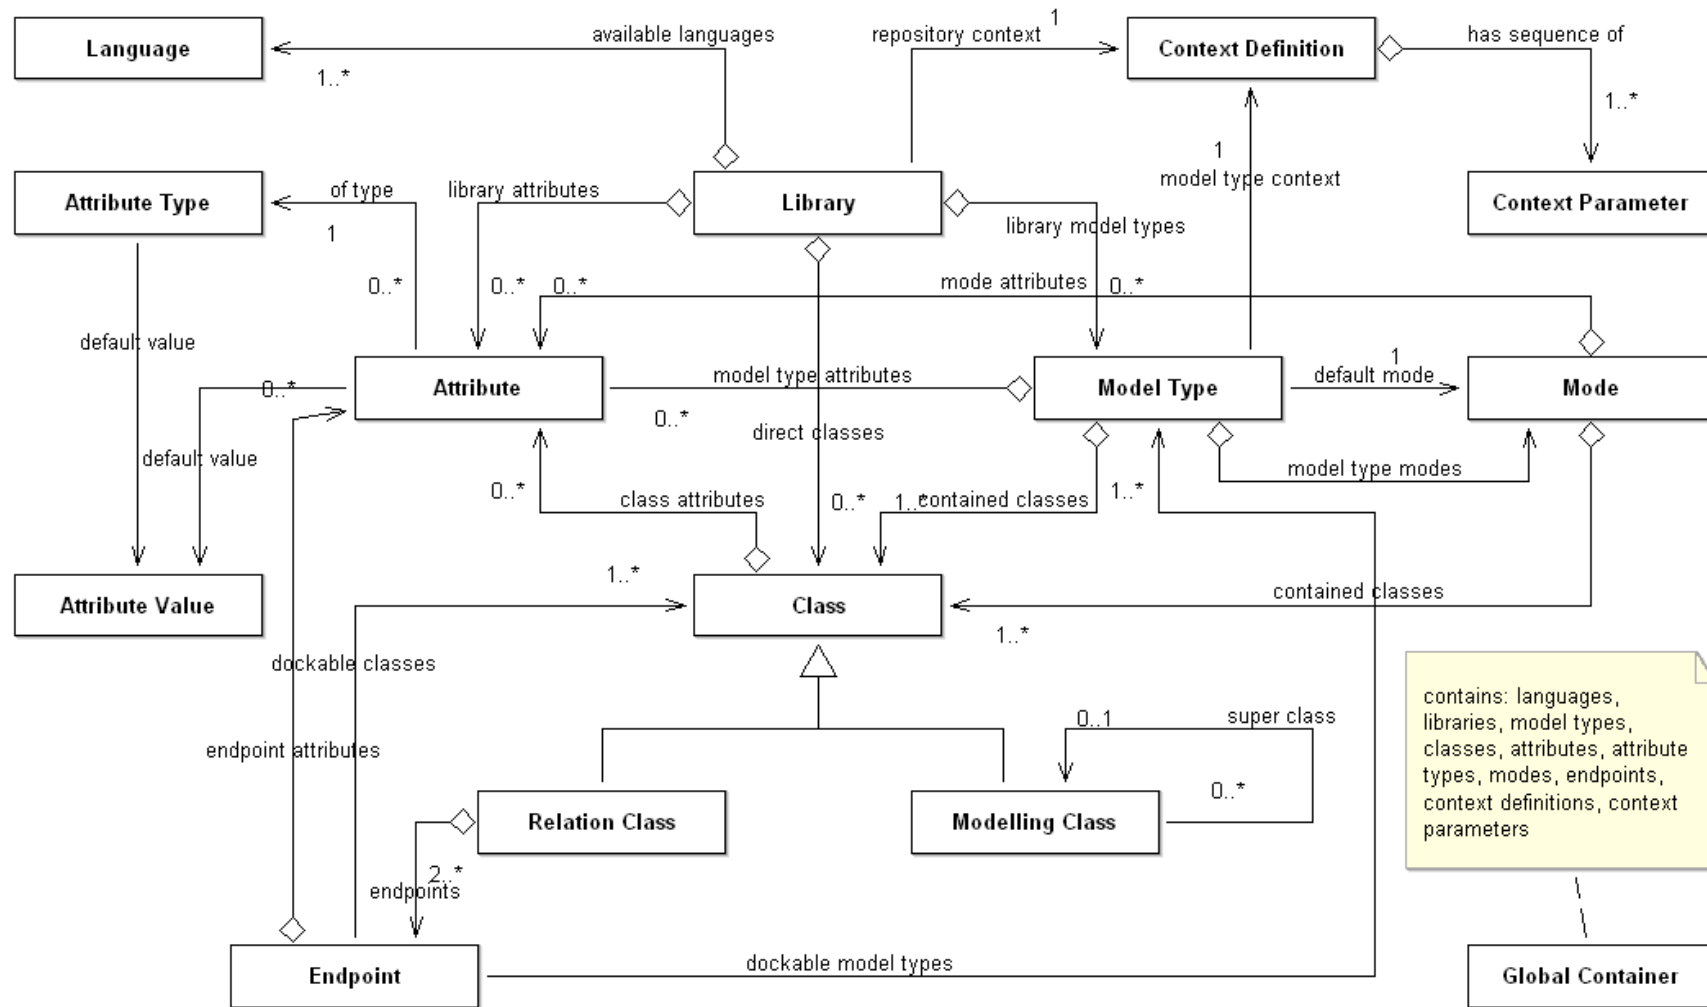 Language
available languages
1..*
repository context
1
Context Definition
has sequence of
1..*
Attribute Type
of type
1
library attributes
Library
library model types
1
model type context
Context Parameter
0..*
0..*
0..*
mode attributes
0..*
default value
0..*
Attribute
model type attributes
0..*
Model Type
1
default mode
Mode
direct classes
default value
model type modes
0..*
class attributes
0..*
1..*
contained classes
1..*
Attribute Value
1..*
Class
contained classes
1..*
dockable classes
endpoint attributes
0..1
super class
0..*
Relation Class
Modelling Class
2..*
endpoints
contains: languages,
libraries, model types,
classes, attributes, attribute
types, modes, endpoints,
context definitions, context
parameters
Endpoint
dockable model types
Global Container